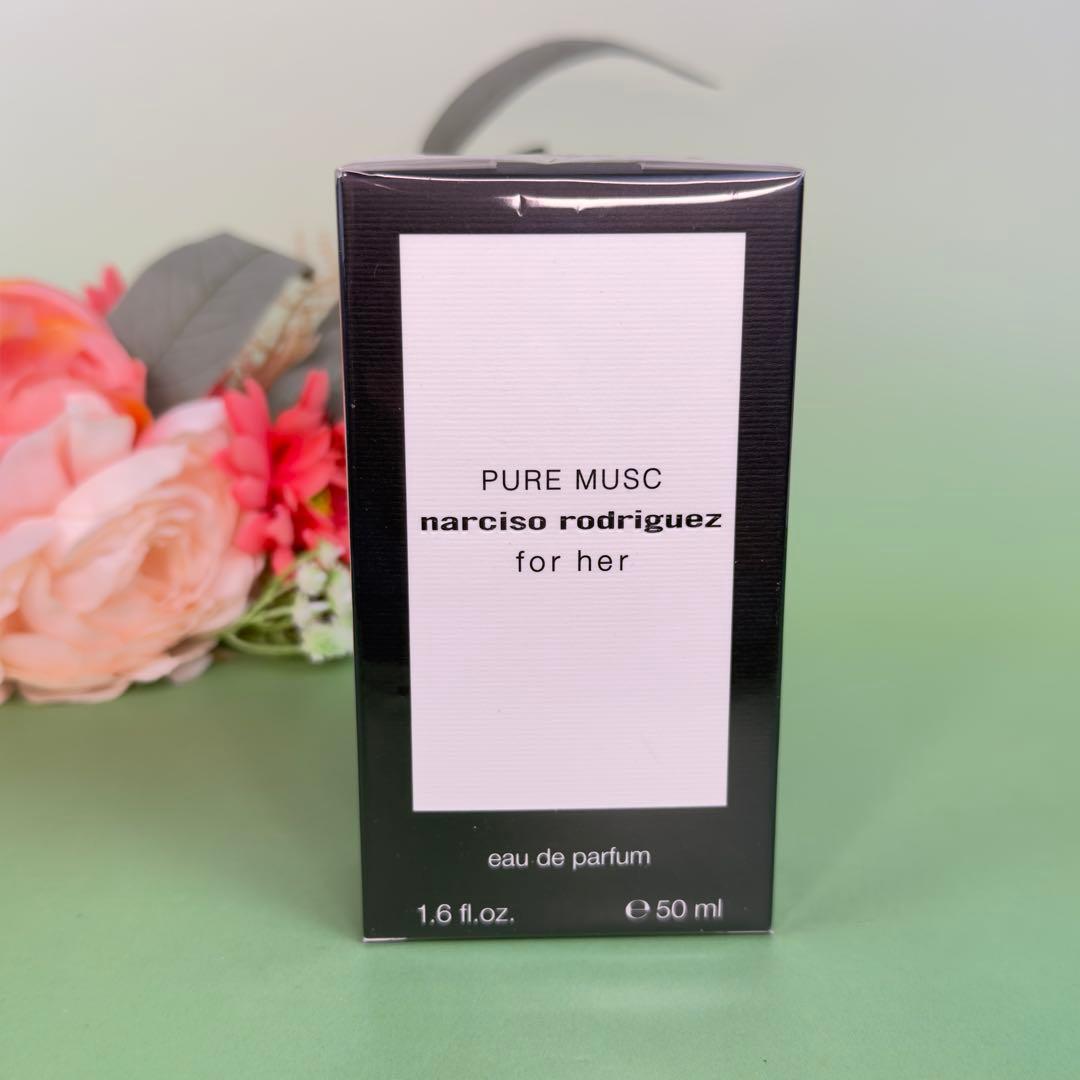 PURE MUSC
narciso rodriguez
for her
eau de parfum
1.6 fl.oz. ℮ 50 ml